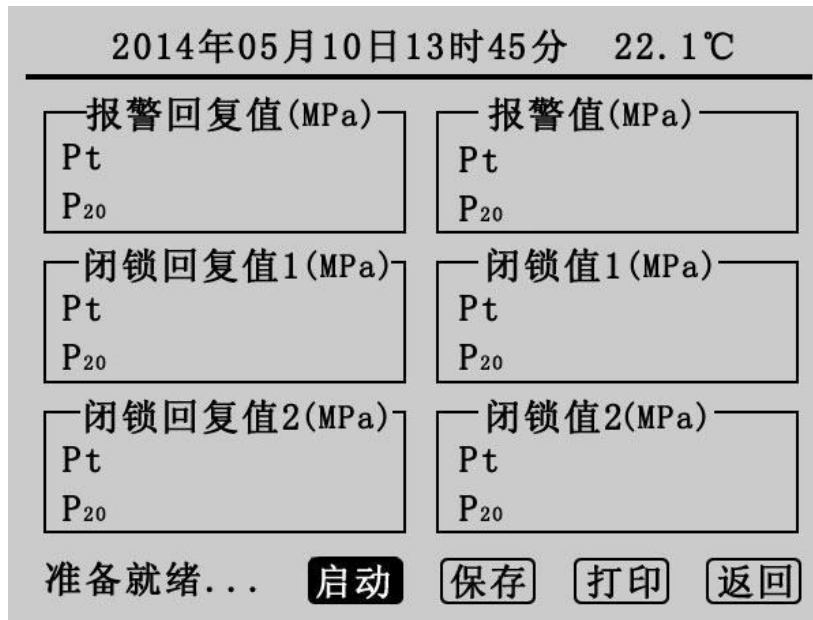 2014年05月10日13时45分 22.1℃
报警回复值(MPa) 报警值(MPa)
Pt Pt
P₂₀ P₂₀
闭锁回复值1(MPa) 闭锁值1(MPa)
Pt Pt
P₂₀ P₂₀
闭锁回复值2(MPa) 闭锁值2(MPa)
Pt Pt
P₂₀ P₂₀
准备就绪... 启动 保存 打印 返回